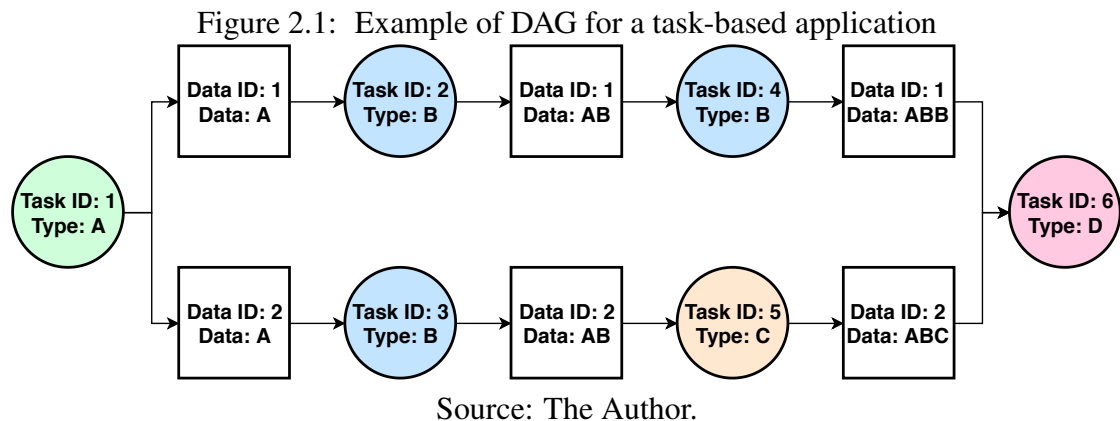 Figure 2.1: Example of DAG for a task-based application
Data ID: 1
Data: A
Task ID: 2
Type: B
Data ID: 1
Data: AB
Task ID: 4
Type: B
Data ID: 1
Data: ABB
Task ID: 1
Type: A
Task ID: 6
Type: D
Data ID: 2
Data: A
Task ID: 3
Type: B
Data ID: 2
Data: AB
Task ID: 5
Type: C
Data ID: 2
Data: ABC
Source: The Author.